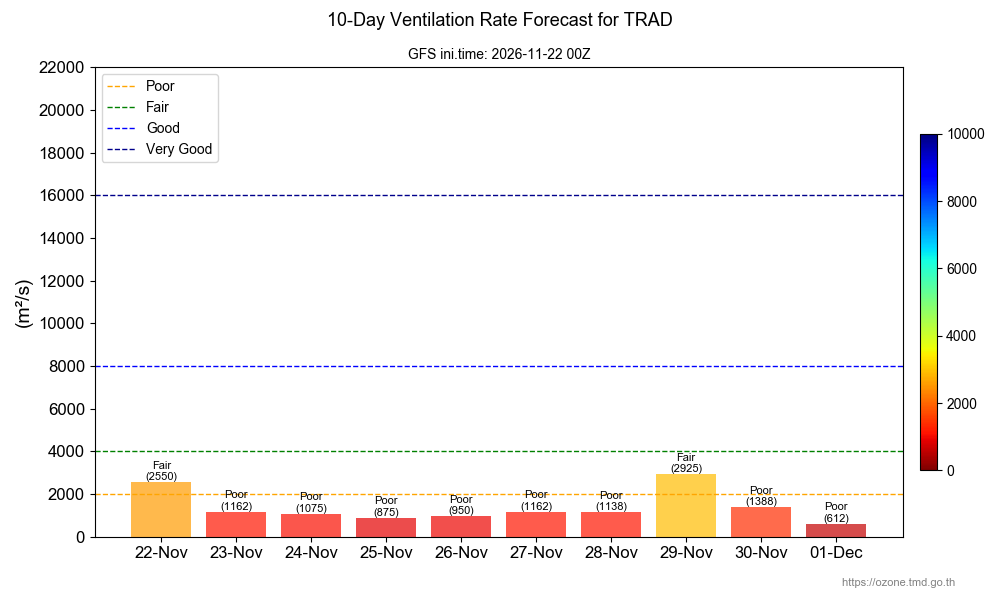 10-Day Ventilation Rate Forecast for TRAD
GFS ini.time: 2026-11-22 00Z
22000
20000
18000
16000
14000
12000
10000
8000
6000
4000
2000
0
(m²/s)
Poor
Fair
Good
Very Good
Fair
(2550)
Poor
(1162)
Poor
(1075)
Poor
(875)
Poor
(950)
Poor
(1162)
Poor
(1138)
Fair
(2925)
Poor
(1388)
Poor
(612)
22-Nov 23-Nov 24-Nov 25-Nov 26-Nov 27-Nov 28-Nov 29-Nov 30-Nov 01-Dec
10000
8000
6000
4000
2000
0
https://ozone.tmd.go.th